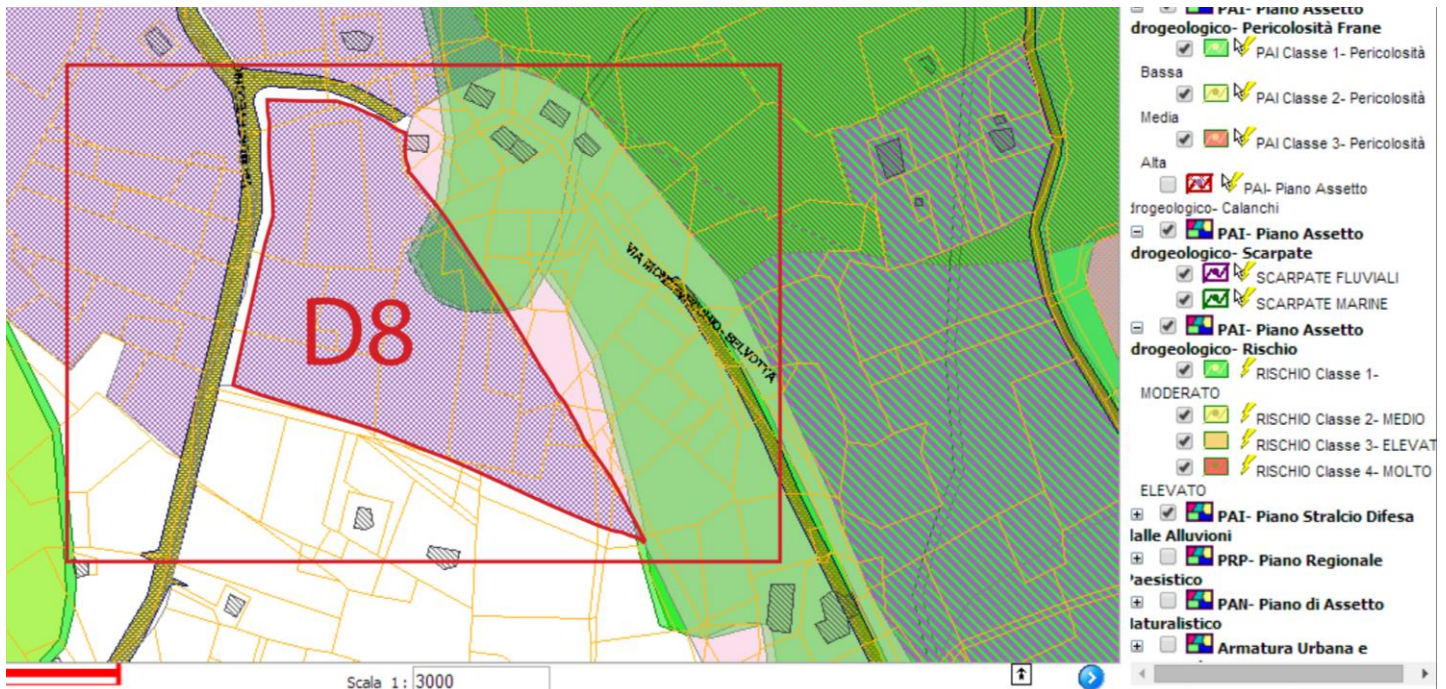 D8
VIA MONTEVECCHIO - BELVOTTA
Scala 1: 3000
PAI- Piano Assetto
drogeologico- Pericolosità Frane
PAI Classe 1- Pericolosità
Bassa
PAI Classe 2- Pericolosità
Media
PAI Classe 3- Pericolosità
Alta
PAI- Piano Assetto
drogeologico- Calanchi
PAI- Piano Assetto
drogeologico- Scarpate
SCARPATE FLUVIALI
SCARPATE MARINE
PAI- Piano Assetto
drogeologico- Rischio
RISCHIO Classe 1-
MODERATO
RISCHIO Classe 2- MEDIO
RISCHIO Classe 3- ELEVAT
RISCHIO Classe 4- MOLTO
ELEVATO
PAI- Piano Stralcio Difesa
lalle Alluvioni
PRP- Piano Regionale
'aesistico
PAN- Piano di Assetto
laturalistico
Armatura Urbana e